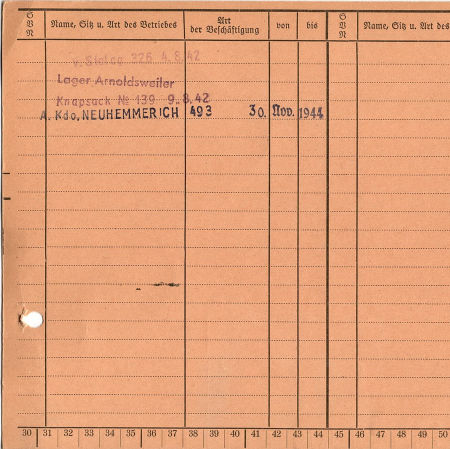 G B N Name, Sitz u. Art des Betriebes Art der Beschäftigung von bis G B N Name, Sitz u. Art des
v. Stalag 326 4.8.42
Lager Arnoldsweiler
Knapsack № 139 9.8.42
A. Kdo, NEUHEMMERICH 493 30. Nov. 1944
30 31 32 33 34 35 36 37 38 39 40 41 42 43 44 45 46 47 48 49 50